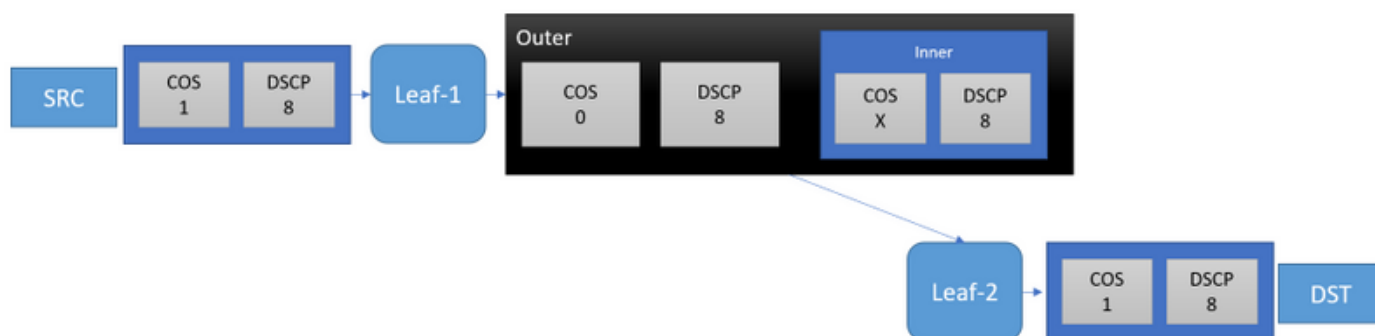 SRC
COS
1
DSCP
8
Leaf-1
Outer
COS
0
DSCP
8
Inner
COS
X
DSCP
8
Leaf-2
COS
1
DSCP
8
DST